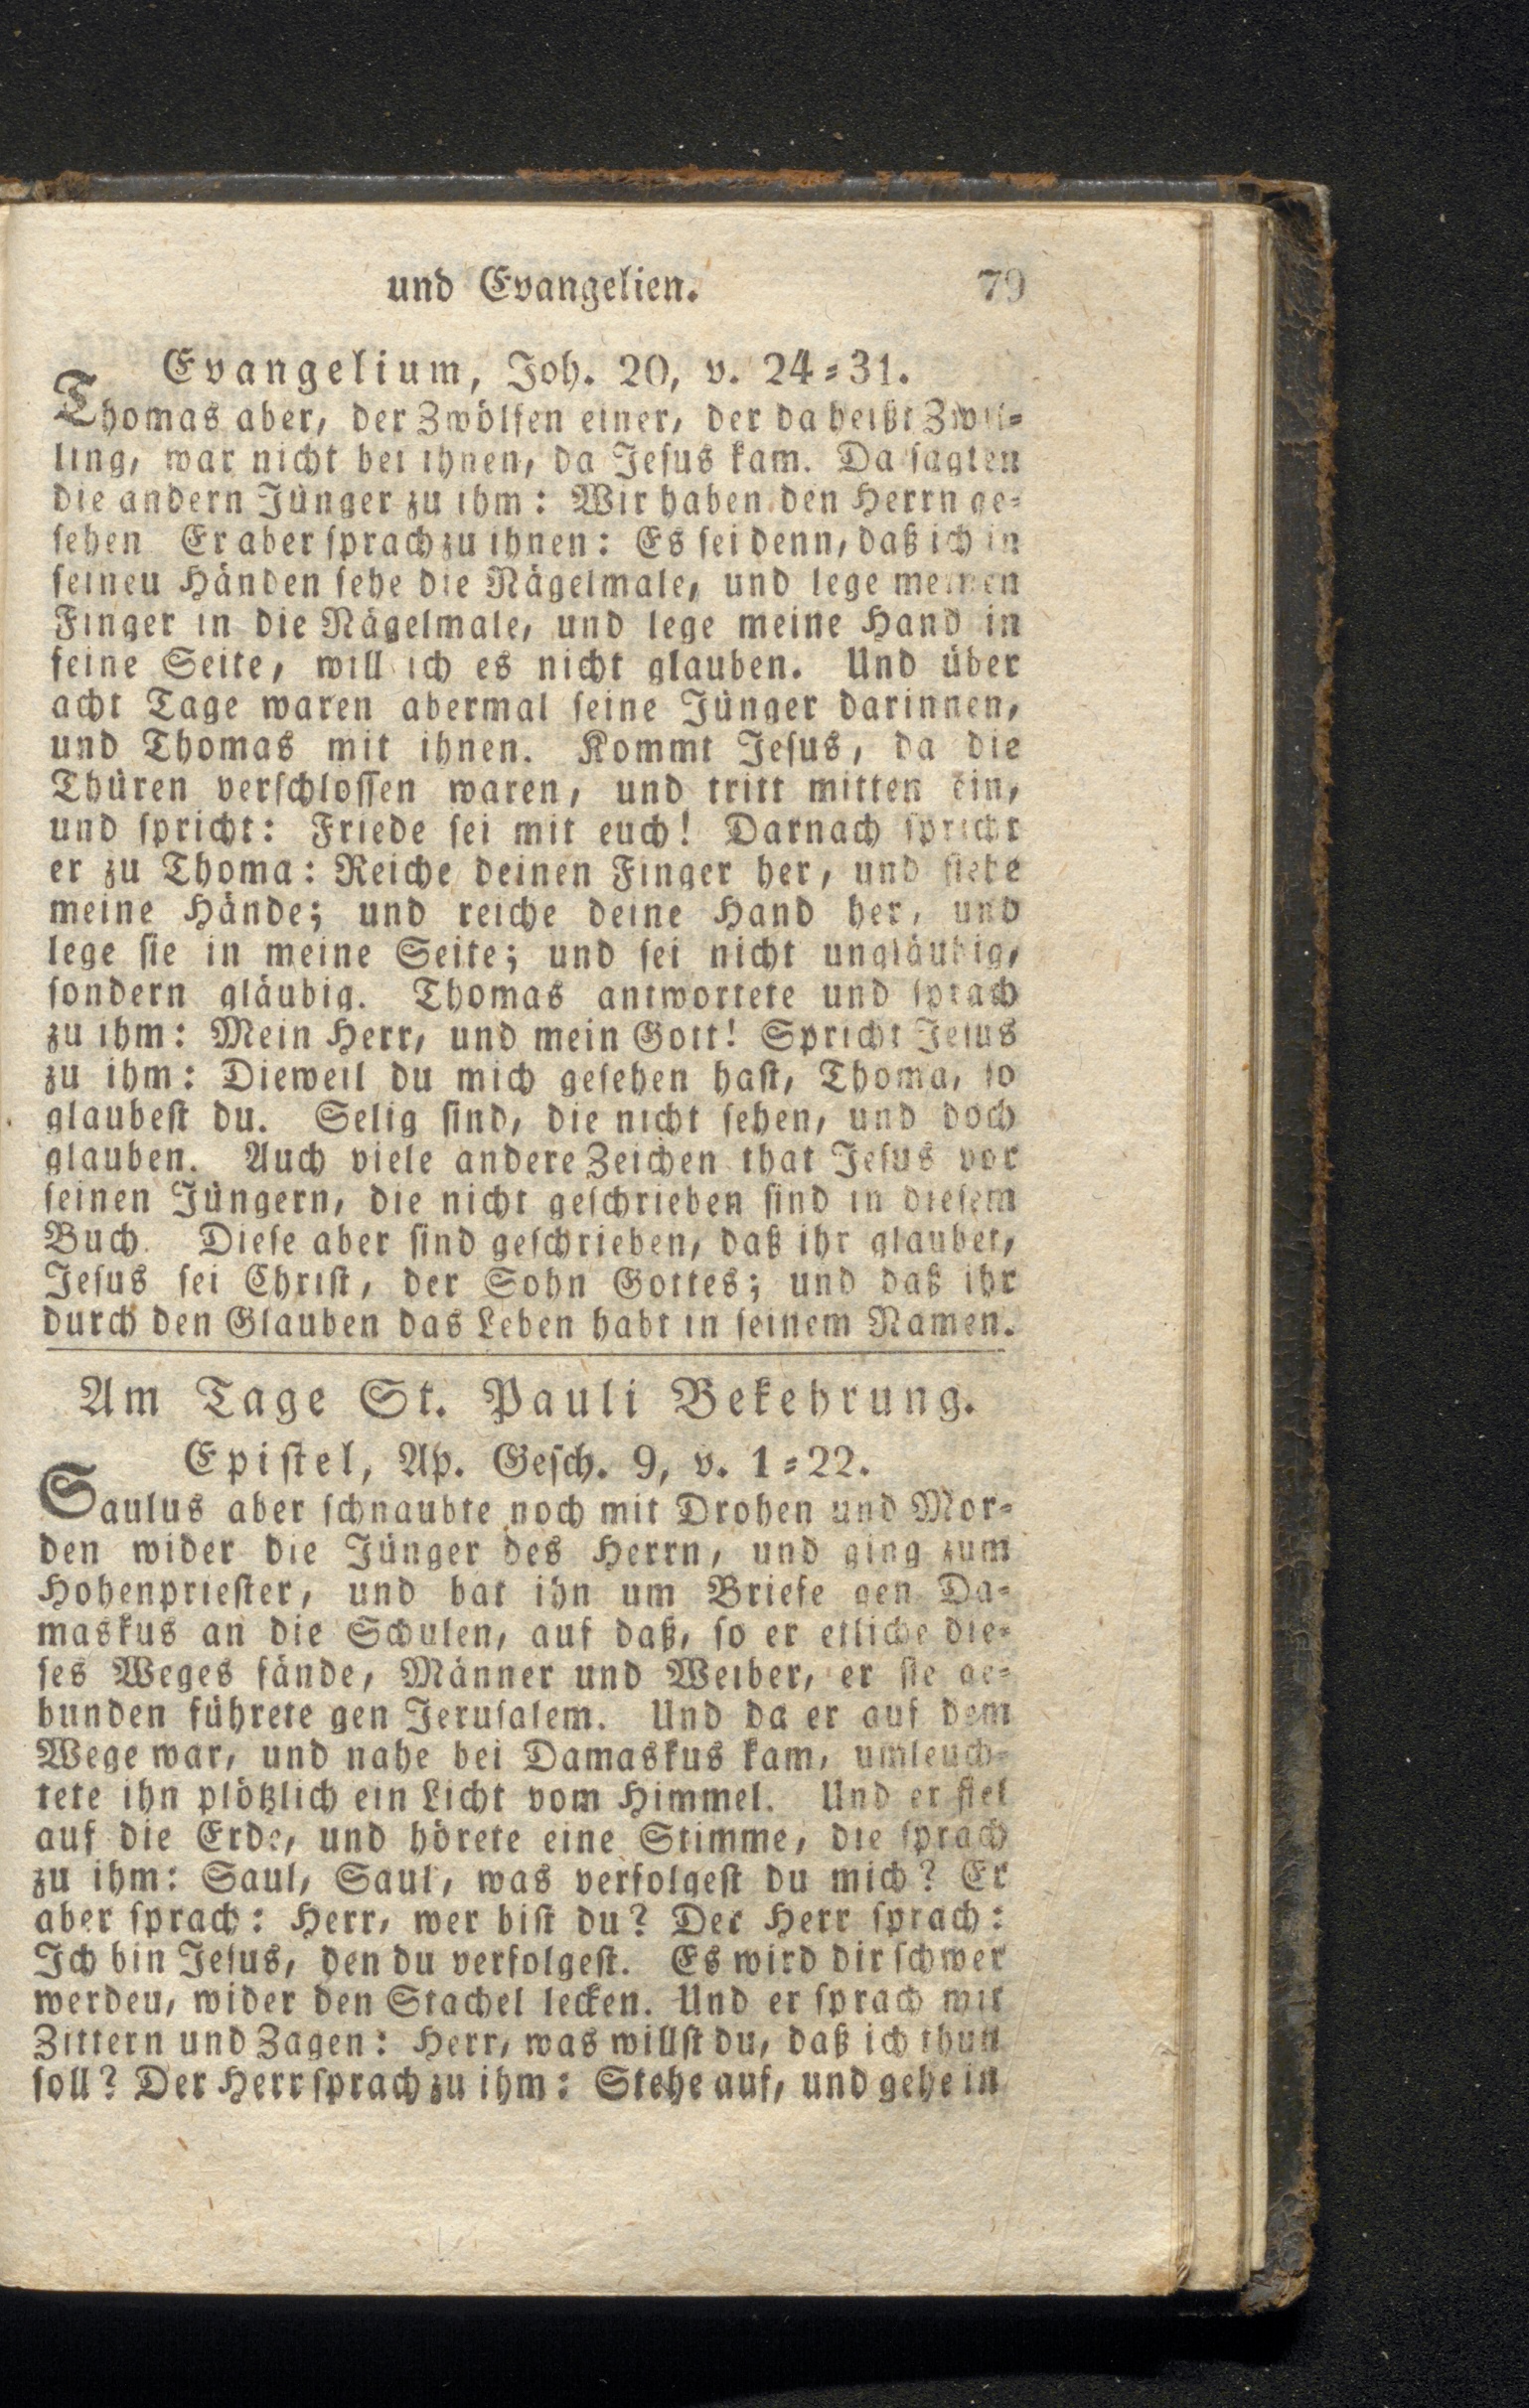 und Evangelien. 79
Evangelium, Joh. 20, v. 24-31.
Thomas aber, der Zwölfen einer, der da heißt Zwil-
ling, war nicht bei ihnen, da Jesus kam. Da sagten
die andern Jünger zu ihm: Wir haben den Herrn ge-
sehen Er aber sprach zu ihnen: Es sei denn, daß ich in
seineu Händen sehe die Nägelmale, und lege meinen
Finger in die Nägelmale, und lege meine Hand in
seine Seite, will ich es nicht glauben. Und über
acht Tage waren abermal seine Jünger darinnen,
und Thomas mit ihnen. Kommt Jesus, da die
Thüren verschlossen waren, und tritt mitten ein,
und spricht: Friede sei mit euch! Darnach spricht
er zu Thoma: Reiche deinen Finger her, und siehe
meine Hände; und reiche deine Hand her, und
lege sie in meine Seite; und sei nicht ungläubig,
sondern gläubig. Thomas antwortete und sprach
zu ihm: Mein Herr, und mein Gott! Spricht Jesus
zu ihm: Dieweil du mich gesehen hast, Thoma, so
glaubest du. Selig sind, die nicht sehen, und doch
glauben. Auch viele andere Zeichen that Jesus vor
seinen Jüngern, die nicht geschrieben sind in diesem
Buch. Diese aber sind geschrieben, daß ihr glaubet,
Jesus sei Christ, der Sohn Gottes; und daß ihr
durch den Glauben das Leben habt in seinem Namen.
Am Tage St. Pauli Bekehrung.
Epistel, Ap. Gesch. 9, v. 1-22.
Saulus aber schnaubte noch mit Drohen und Mor-
den wider die Jünger des Herrn, und ging zum
Hohenpriester, und bat ihn um Briefe gen Da-
maskus an die Schulen, auf daß, so er etliche die-
ses Weges fände, Männer und Weiber, er sie ge-
bunden führete gen Jerusalem. Und da er auf dem
Wege war, und nahe bei Damaskus kam, umleuch-
tete ihn plötzlich ein Licht vom Himmel. Und er fiel
auf die Erde, und hörete eine Stimme, die sprach
zu ihm: Saul, Saul, was verfolgest du mich? Er
aber sprach: Herr, wer bist du? Der Herr sprach:
Ich bin Jesus, den du verfolgest. Es wird dir schwer
werdeu, wider den Stachel lecken. Und er sprach mit
Zittern und Zagen: Herr, was willst du, daß ich thun
soll? Der Herr sprach zu ihm: Stehe auf, und gehe in